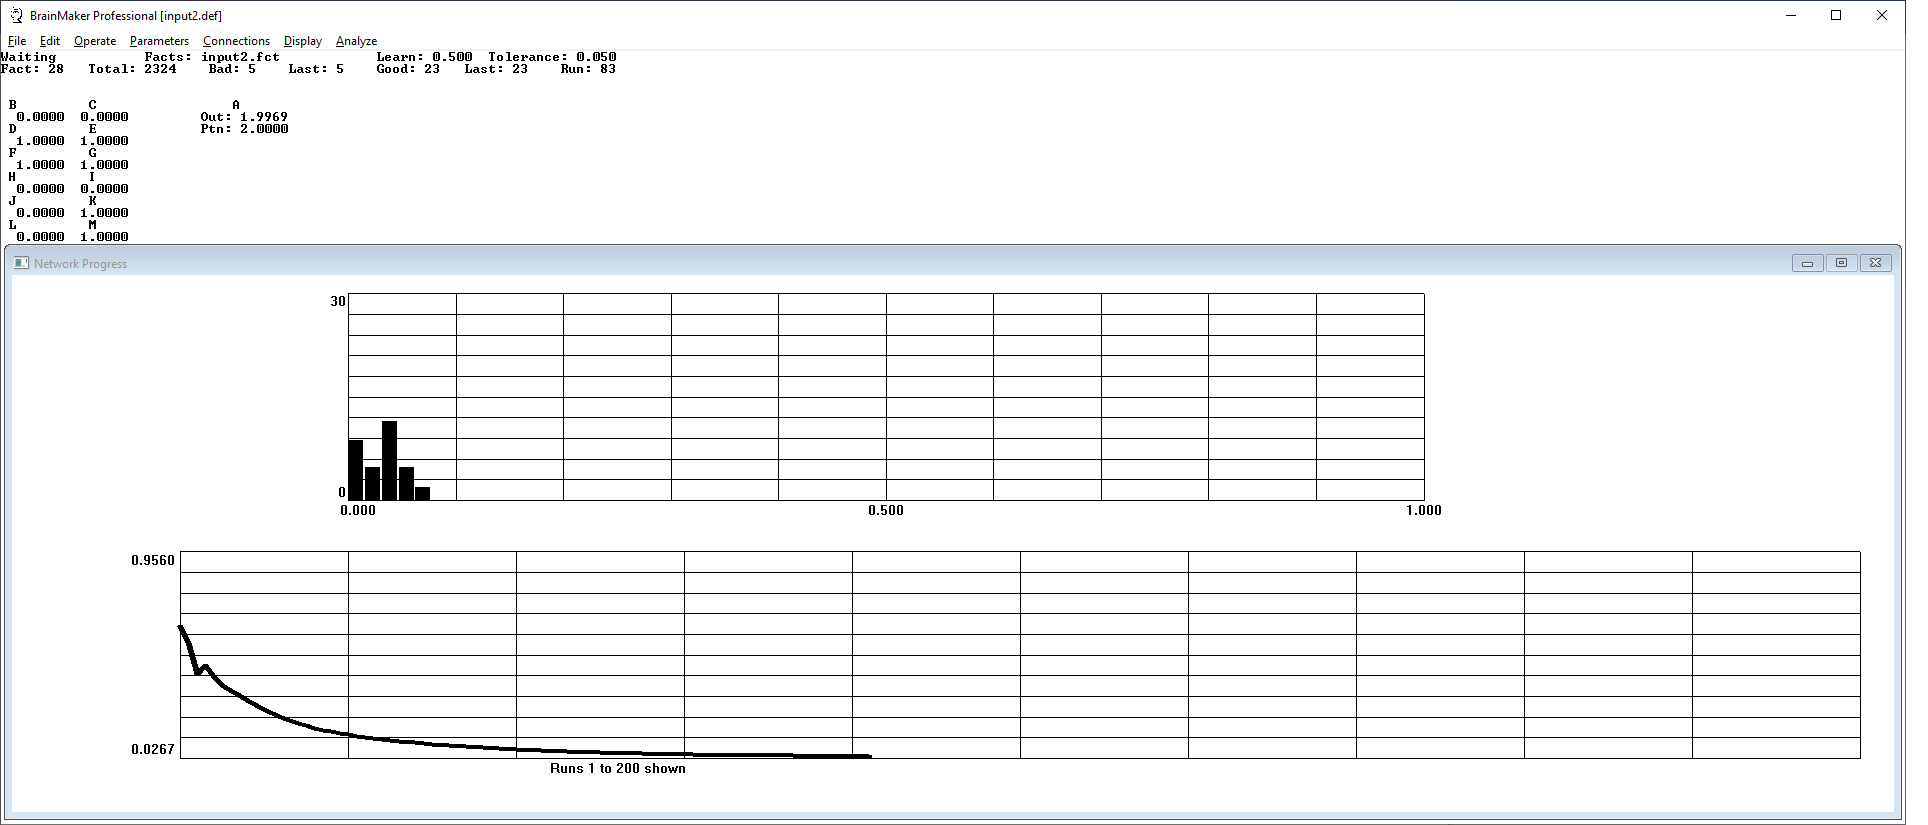 BrainMaker Professional [input2.def]
File Edit Operate Parameters Connections Display Analyze
Waiting Facts: input2.fct Learn: 0.500 Tolerance: 0.050
Fact: 28 Total: 2324 Bad: 5 Last: 5 Good: 23 Last: 23 Run: 83
B C A
0.0000 0.0000 Out: 1.9969
D E Ptn: 2.0000
1.0000 1.0000
F G
1.0000 1.0000
H I
0.0000 0.0000
J K
0.0000 1.0000
L M
0.0000 1.0000
Network Progress
30
0
0.000 0.500 1.000
0.9560
0.0267
Runs 1 to 200 shown